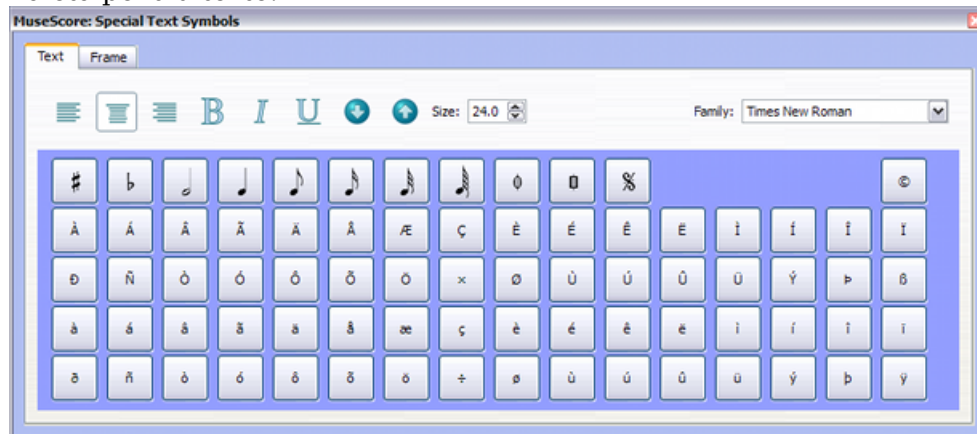 MuseScore: Special Text Symbols
Text Frame
B I U Size: 24.0 Family: Times New Roman
♯ ♭ 𝅗𝅥 ♩ ♪ 𝅘𝅥𝅯 𝅘𝅥𝅰 𝅘𝅥𝅱 𝄋 ©
À Á Â Ã Ä Å Æ Ç È É Ê Ë Ì Í Î Ï
Ð Ñ Ò Ó Ô Õ Ö × Ø Ù Ú Û Ü Ý Þ ß
à á â ã ä å æ ç è é ê ë ì í î ï
ð ñ ò ó ô õ ö ÷ ø ù ú û ü ý þ ÿ